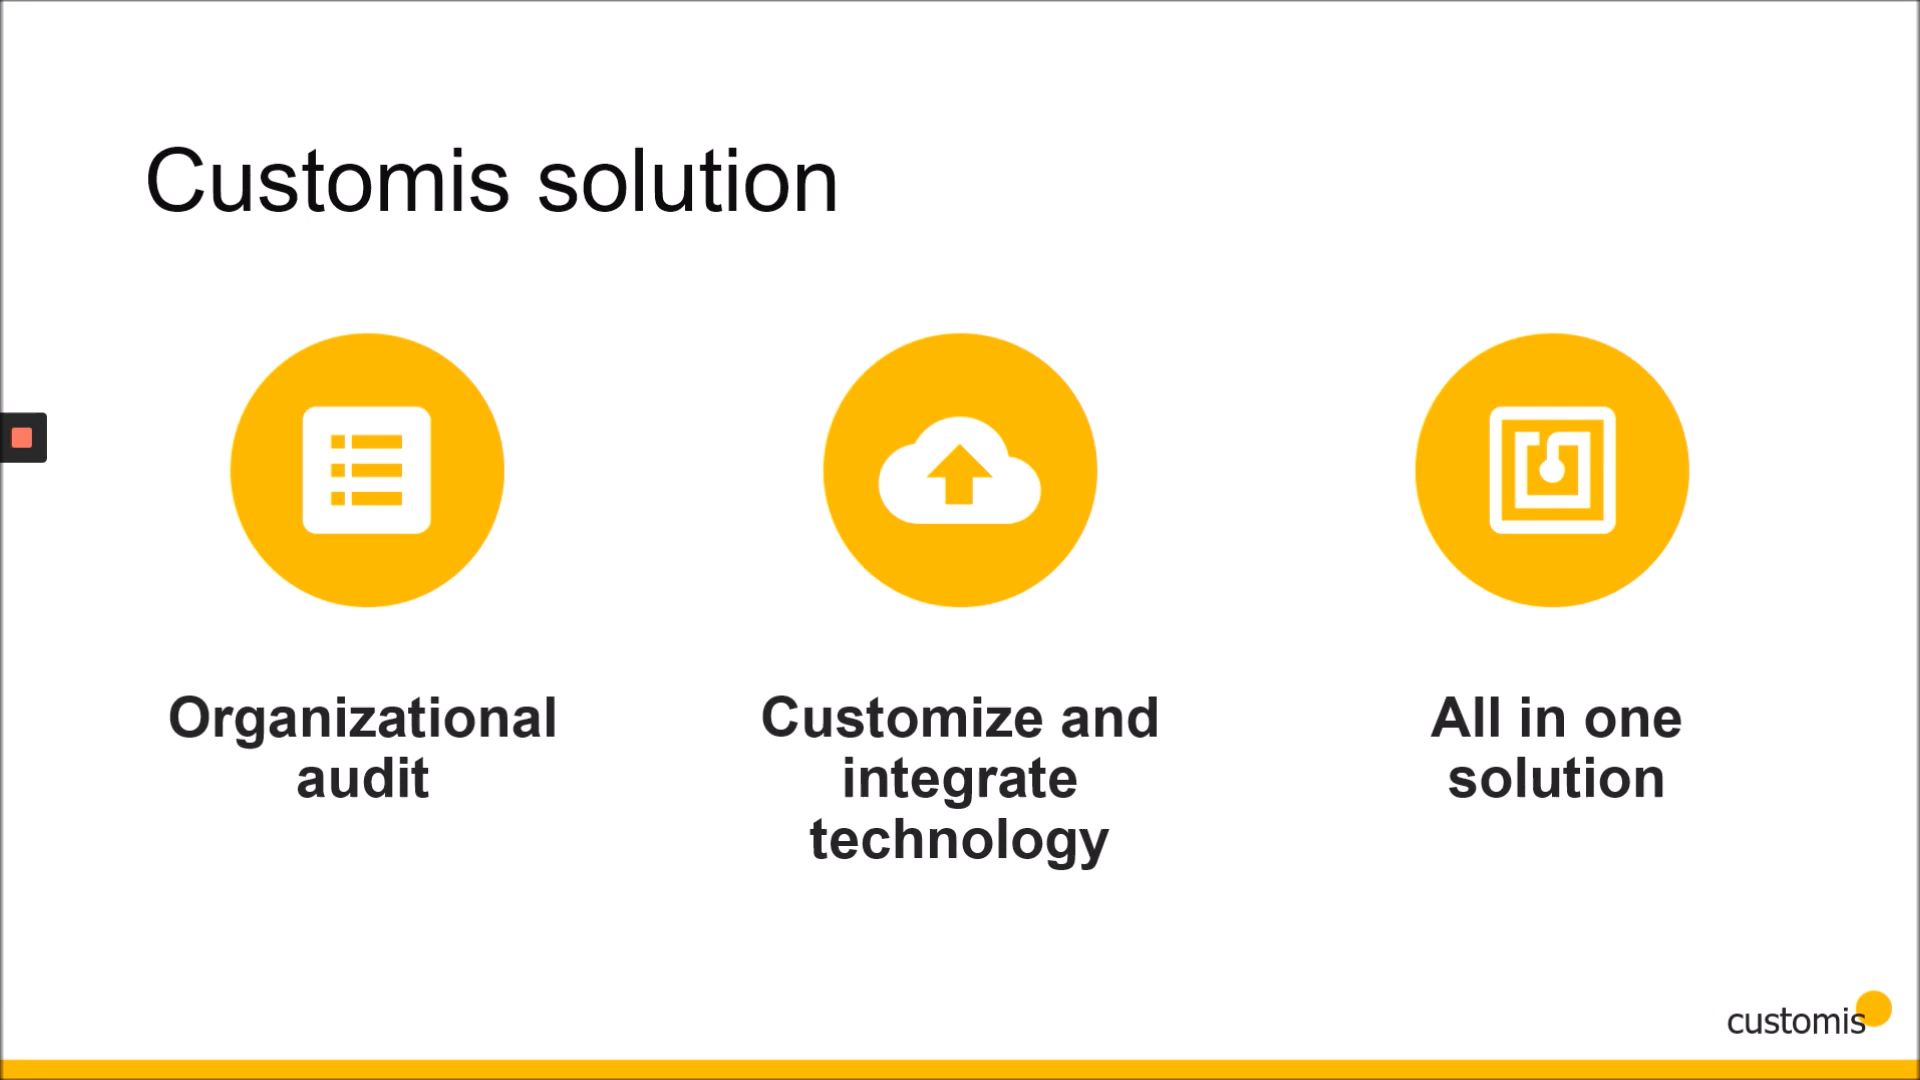 Customis solution
Organizational
audit
Customize and
integrate
technology
All in one
solution
customis